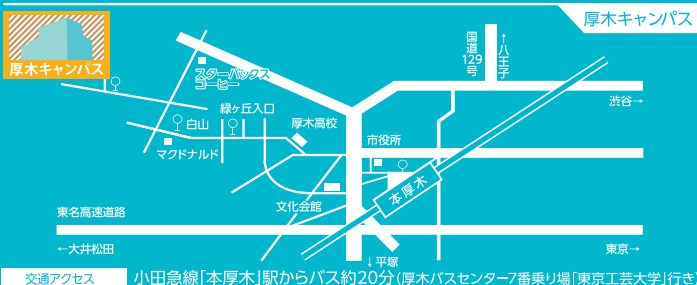 厚木キャンパス
厚木キャンパス
国道129号
↑八王子
スターバックス
コーヒー
渋谷→
緑ヶ丘入口
白山
厚木高校
市役所
マクドナルド
本厚木
文化会館
東名高速道路
←大井松田
東京→
↓平塚
交通アクセス
小田急線「本厚木」駅からバス約20分(厚木バスセンター7番乗り場「東京工芸大学」行き)